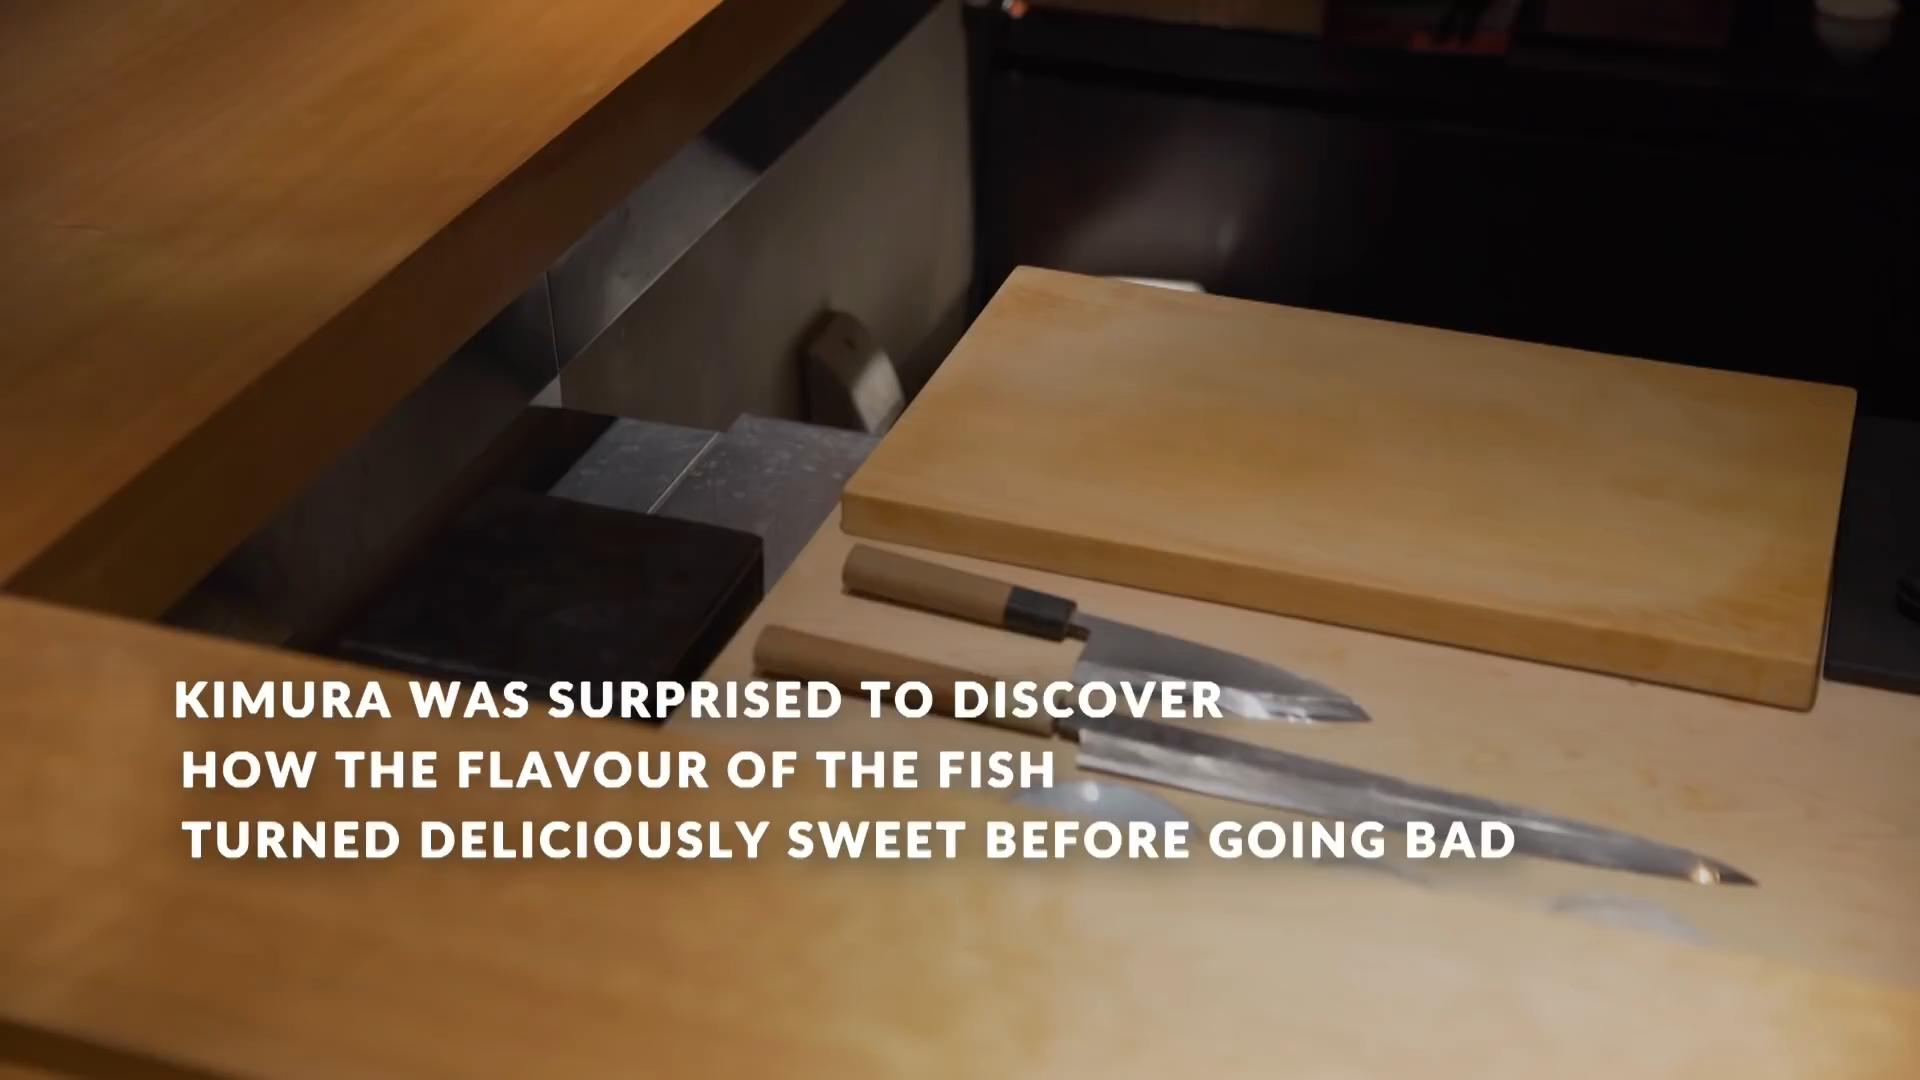 KIMURA WAS SURPRISED TO DISCOVER
HOW THE FLAVOUR OF THE FISH
TURNED DELICIOUSLY SWEET BEFORE GOING BAD